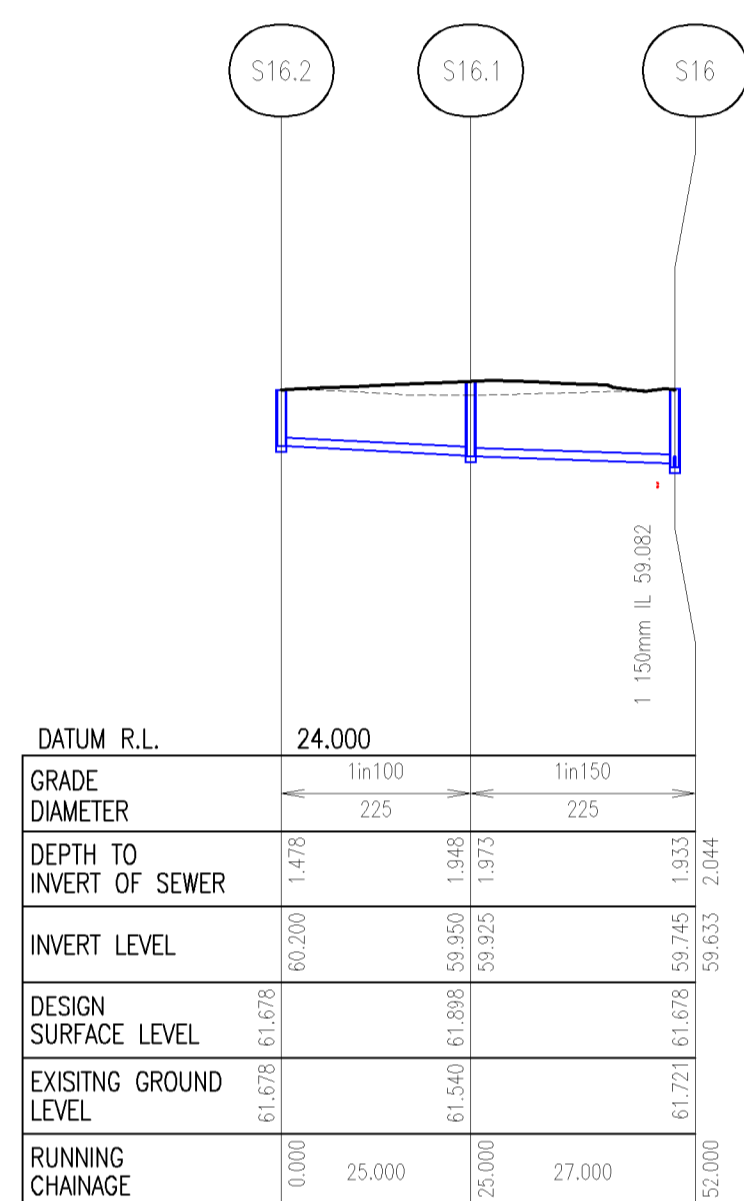 S16.2 S16.1 S16
1 150mm IL 59.082
DATUM R.L. 24.000
GRADE
DIAMETER
1in100 1in150
225 225
DEPTH TO
INVERT OF SEWER
1.478 1.948 1.973 1.933 2.044
INVERT LEVEL
60.200 59.950 59.925 59.745 59.633
DESIGN
SURFACE LEVEL
61.678 61.898 61.678
EXISITNG GROUND
LEVEL
61.678 61.540 61.721
RUNNING
CHAINAGE
0.000 25.000 25.000 27.000 52.000